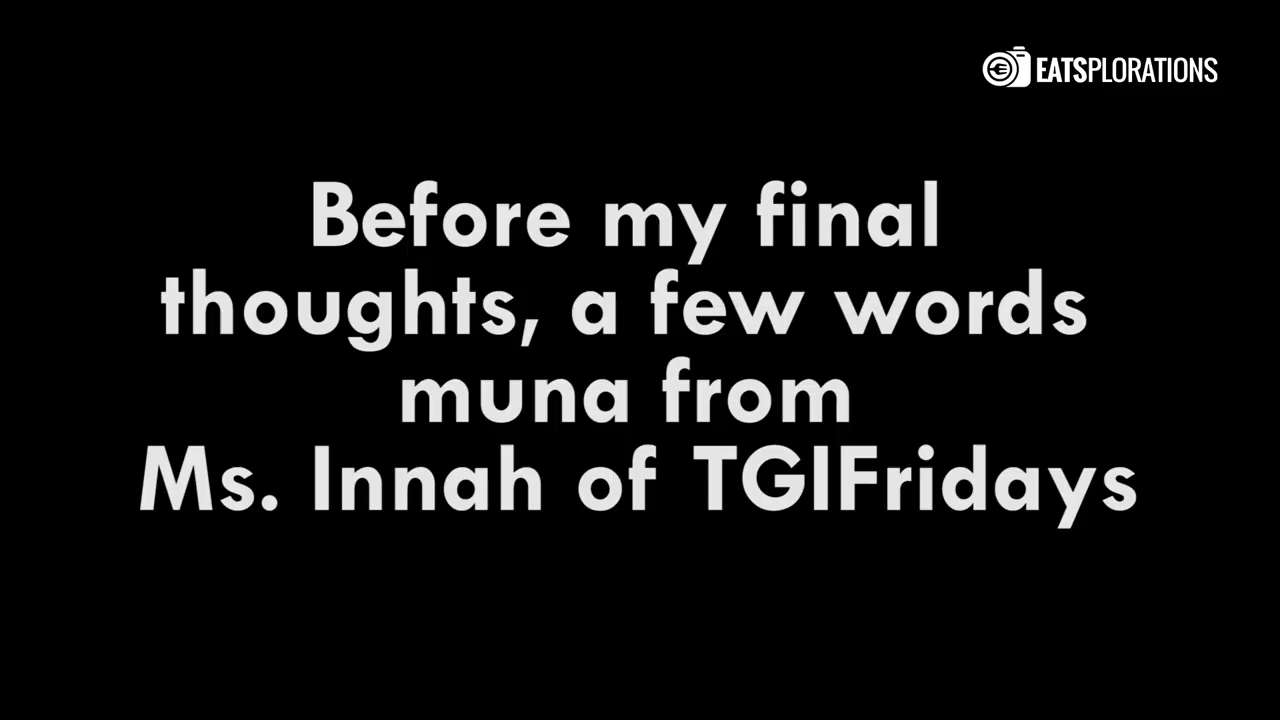 EATSPLORATIONS
Before my final
thoughts, a few words
muna from
Ms. Innah of TGIFridays